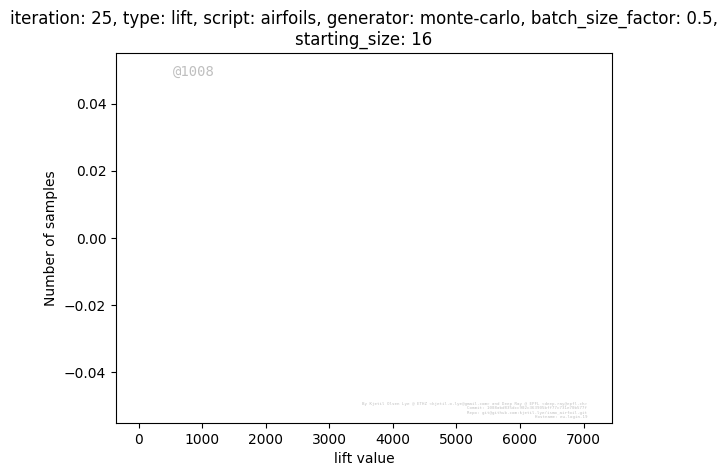 iteration: 25, type: lift, script: airfoils, generator: monte-carlo, batch_size_factor: 0.5,
starting_size: 16
@1008
0.04
0.02
0.00
−0.02
−0.04
Number of samples
0 1000 2000 3000 4000 5000 6000 7000
lift value